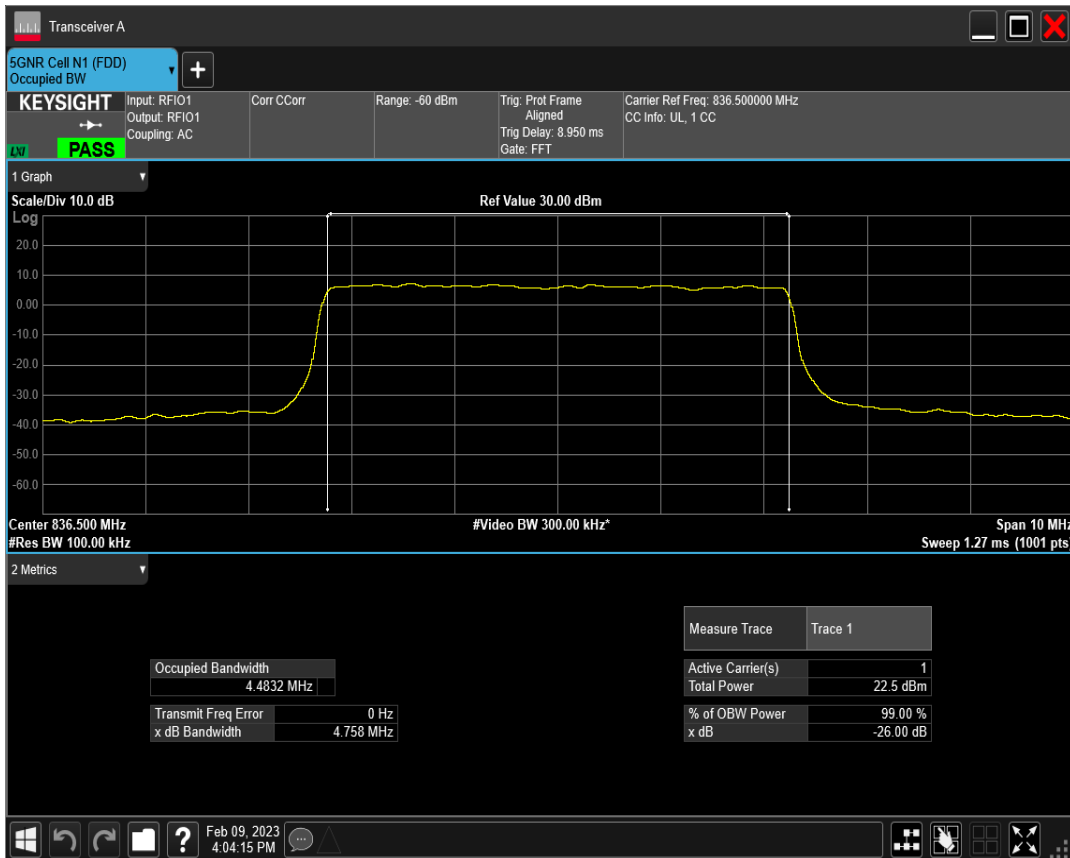 Transceiver A
5GNR Cell N1 (FDD)
Occupied BW
+
KEYSIGHT
LXI
PASS
Input: RFIO1
Output: RFIO1
Coupling: AC
Corr CCorr
Range: -60 dBm
Trig: Prot Frame
Aligned
Trig Delay: 8.950 ms
Gate: FFT
Carrier Ref Freq: 836.500000 MHz
CC Info: UL, 1 CC
1 Graph
Scale/Div 10.0 dB
Ref Value 30.00 dBm
Log
20.0
10.0
0.00
-10.0
-20.0
-30.0
-40.0
-50.0
-60.0
Center 836.500 MHz
#Video BW 300.00 kHz*
Span 10 MHz
#Res BW 100.00 kHz
Sweep 1.27 ms (1001 pts)
2 Metrics
Measure Trace Trace 1
Occupied Bandwidth
4.4832 MHz
Active Carrier(s) 1
Total Power 22.5 dBm
Transmit Freq Error 0 Hz
x dB Bandwidth 4.758 MHz
% of OBW Power 99.00 %
x dB -26.00 dB
?
Feb 09, 2023
4:04:15 PM